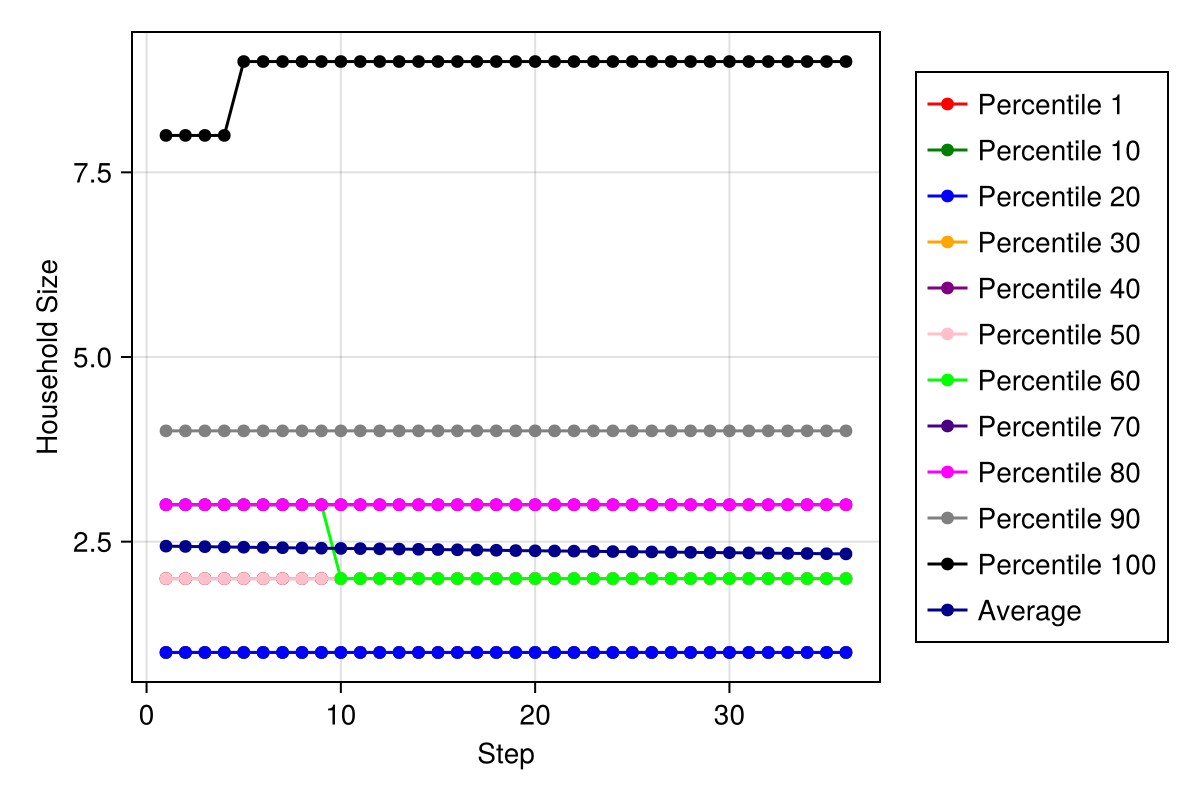 7.5
5.0
2.5
Household Size
0 10 20 30
Step
Percentile 1
Percentile 10
Percentile 20
Percentile 30
Percentile 40
Percentile 50
Percentile 60
Percentile 70
Percentile 80
Percentile 90
Percentile 100
Average